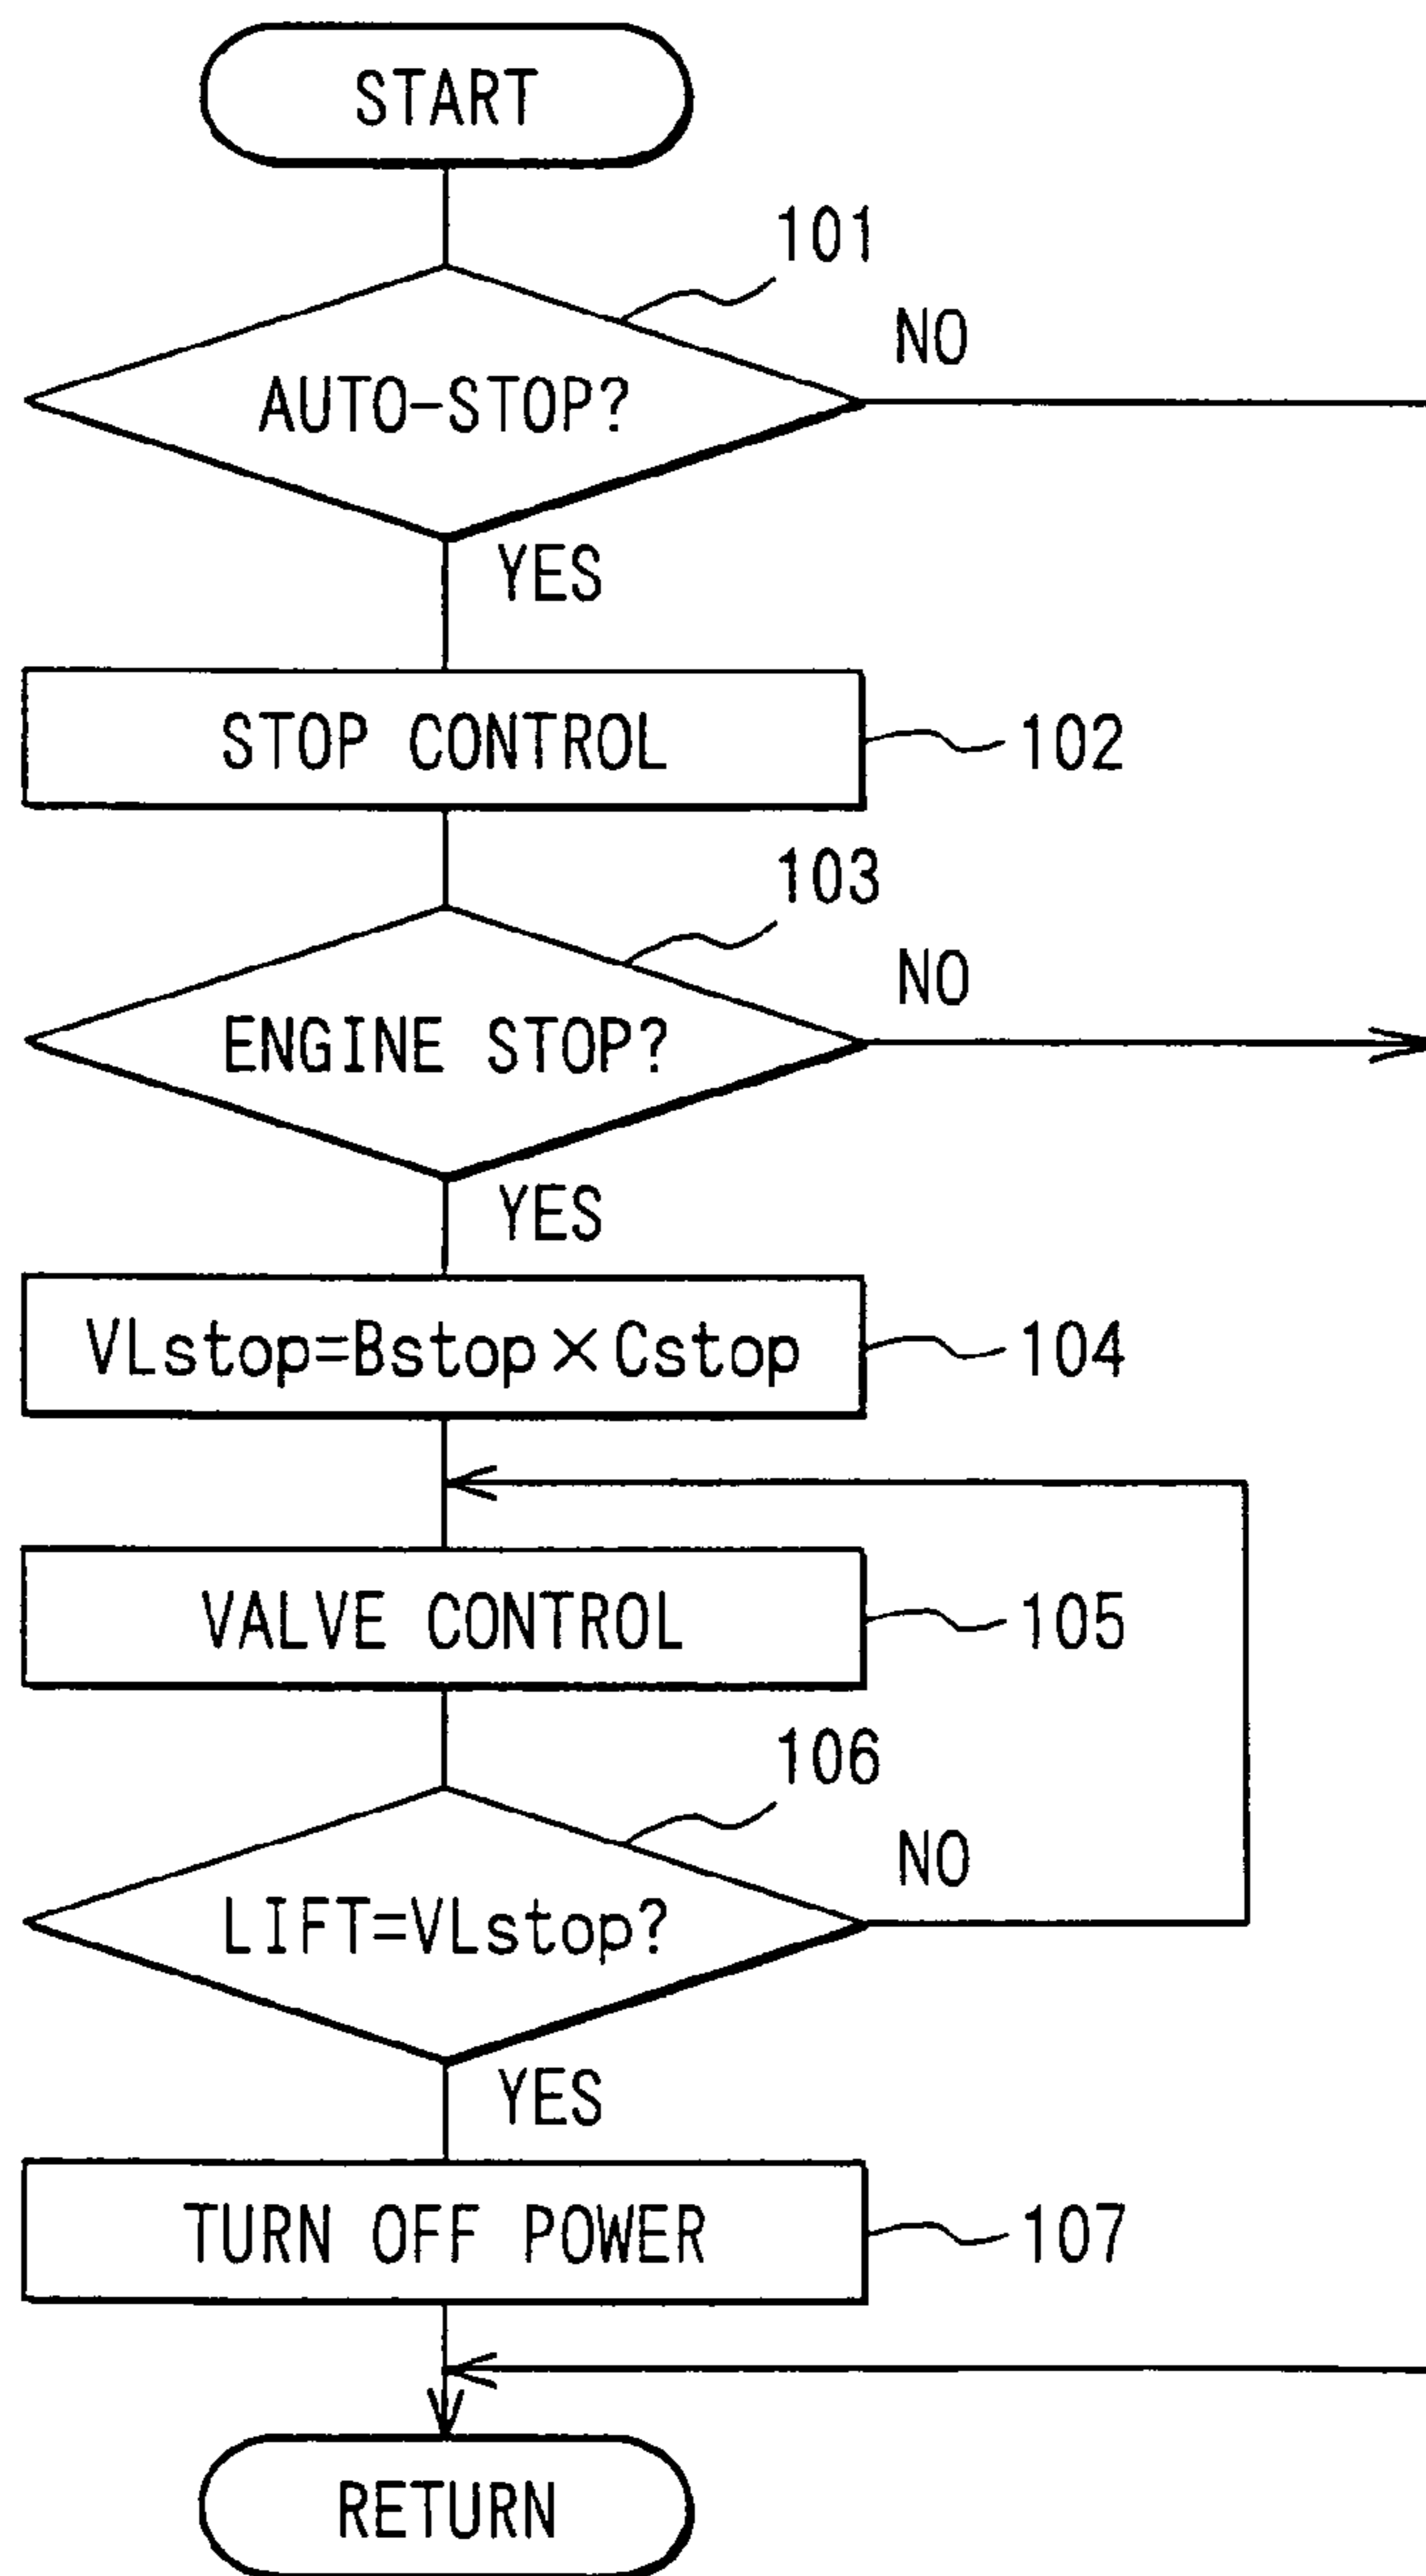 START
101
NO
AUTO-STOP?
YES
STOP CONTROL
102
103
NO
ENGINE STOP?
YES
VLstop=Bstop×Cstop
104
VALVE CONTROL
105
106
NO
LIFT=VLstop?
YES
TURN OFF POWER
107
RETURN